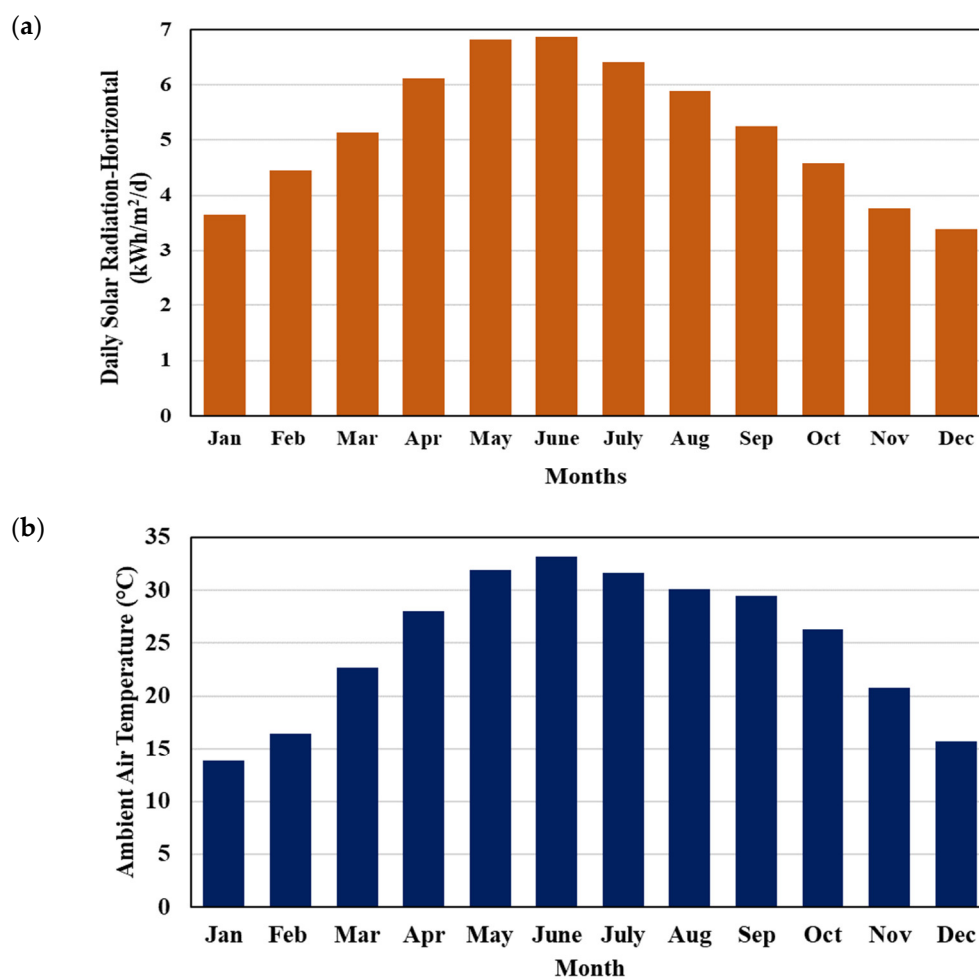 (a)
Daily Solar Radiation-Horizontal
(kWh/m²/d)
7
6
5
4
3
2
1
0
Jan Feb Mar Apr May June July Aug Sep Oct Nov Dec
Months
(b)
Ambient Air Temperature (°C)
35
30
25
20
15
10
5
0
Jan Feb Mar Apr May June July Aug Sep Oct Nov Dec
Month